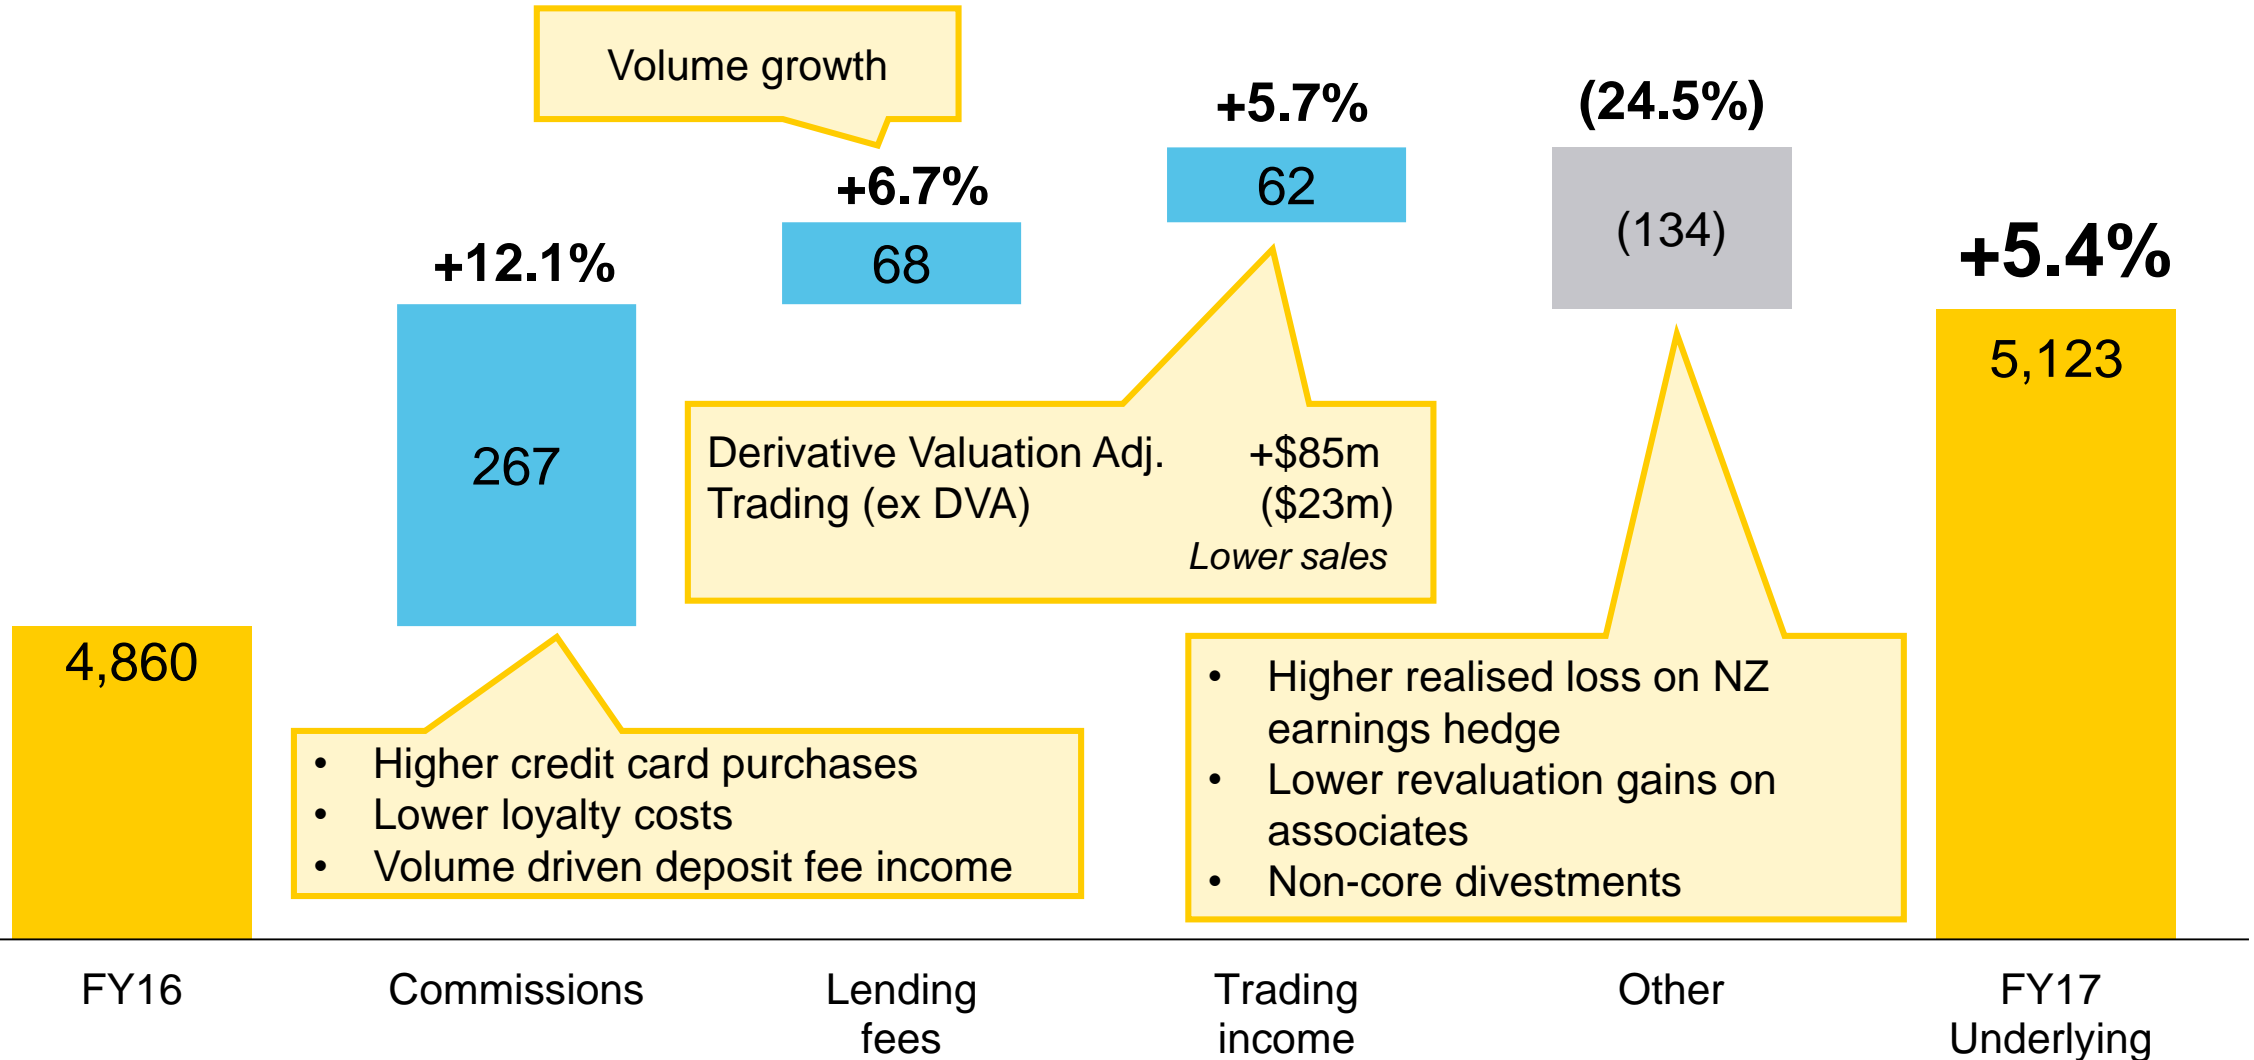 Volume growth
+12.1%
+6.7%
+5.7%
(24.5%)
+5.4%
4,860
267
68
62
(134)
5,123
Derivative Valuation Adj. +$85m
Trading (ex DVA) ($23m)
Lower sales
• Higher credit card purchases
• Lower loyalty costs
• Volume driven deposit fee income
• Higher realised loss on NZ
earnings hedge
• Lower revaluation gains on
associates
• Non-core divestments
FY16
Commissions
Lending
fees
Trading
income
Other
FY17
Underlying